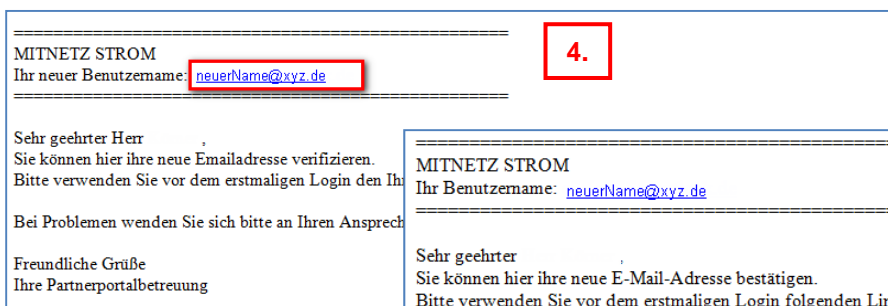 ==================================================
MITNETZ STROM
Ihr neuer Benutzername: neuerName@xyz.de
==================================================
4.
Sehr geehrter Herr ,
Sie können hier ihre neue Emailadresse verifizieren.
Bitte verwenden Sie vor dem erstmaligen Login den
Bei Problemen wenden Sie sich bitte an Ihren
Freundliche Grüße
Ihre Partnerportalbetreuung
==================================================
MITNETZ STROM
Ihr Benutzername: neuerName@xyz.de
==================================================
Sehr geehrter ,
Sie können hier ihre neue E-Mail-Adresse bestätigen.
Bitte verwenden Sie vor dem erstmaligen Login folgenden